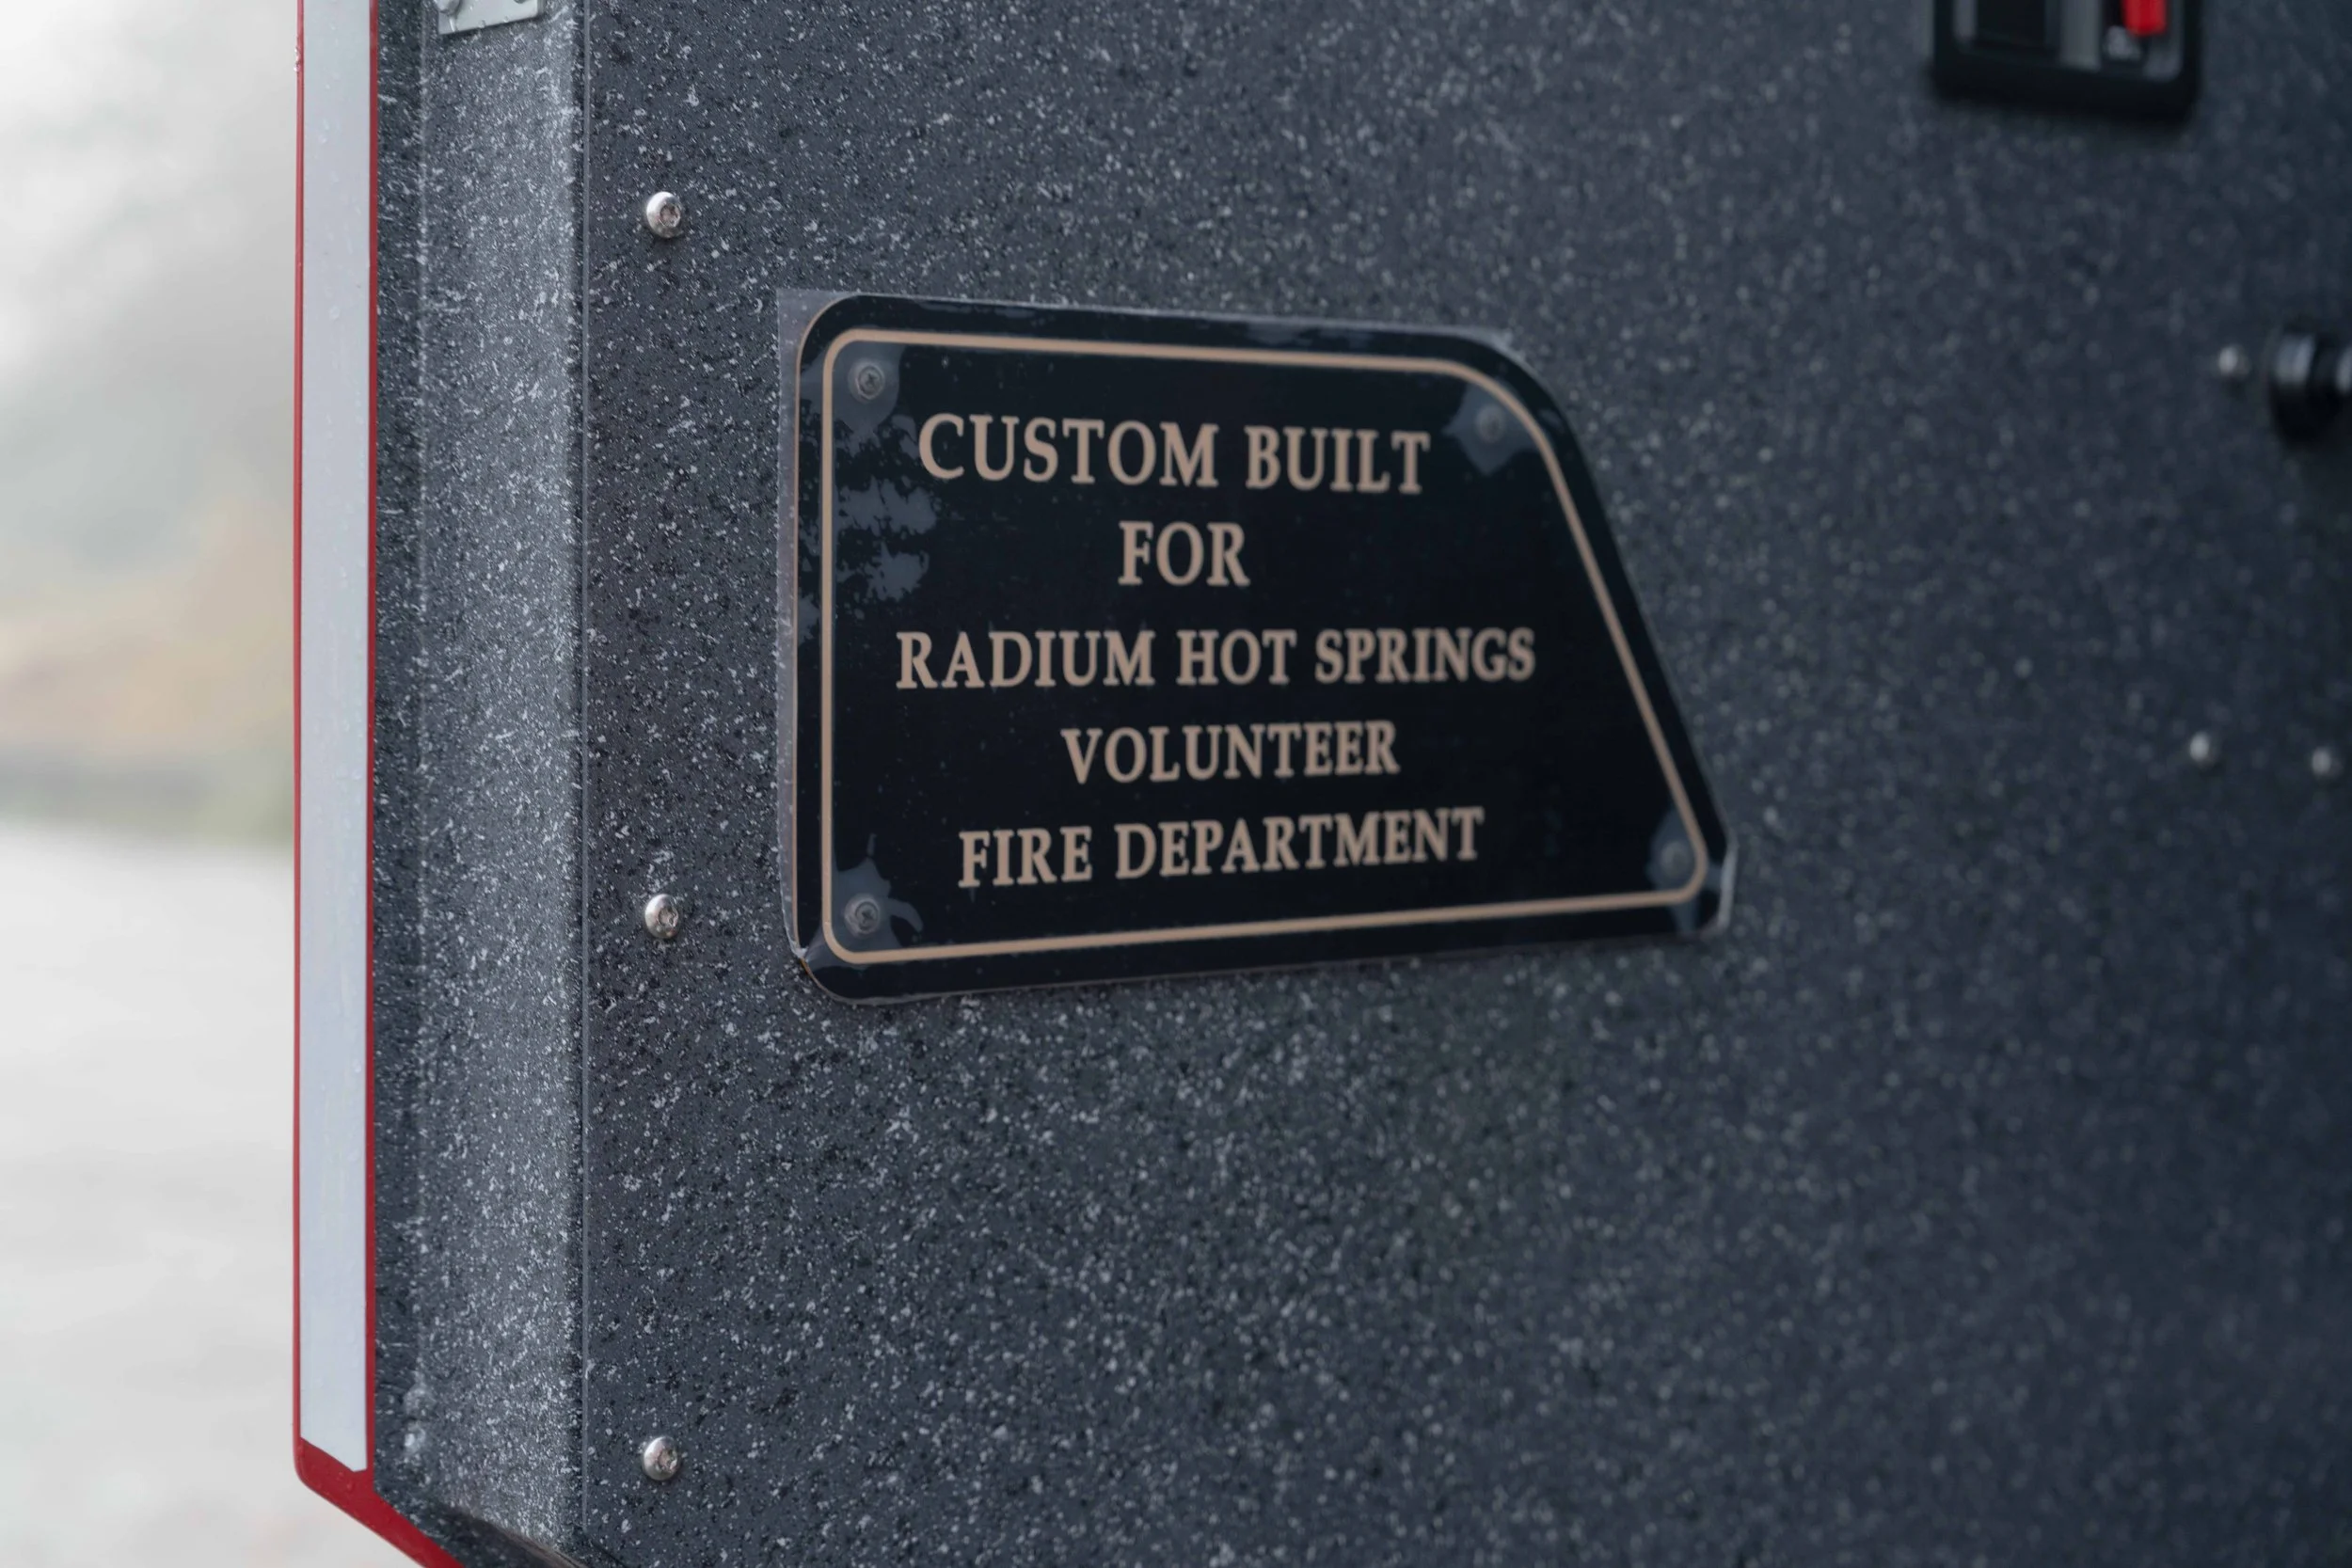 CUSTOM BUILT
FOR
RADIUM HOT SPRINGS
VOLUNTEER
FIRE DEPARTMENT